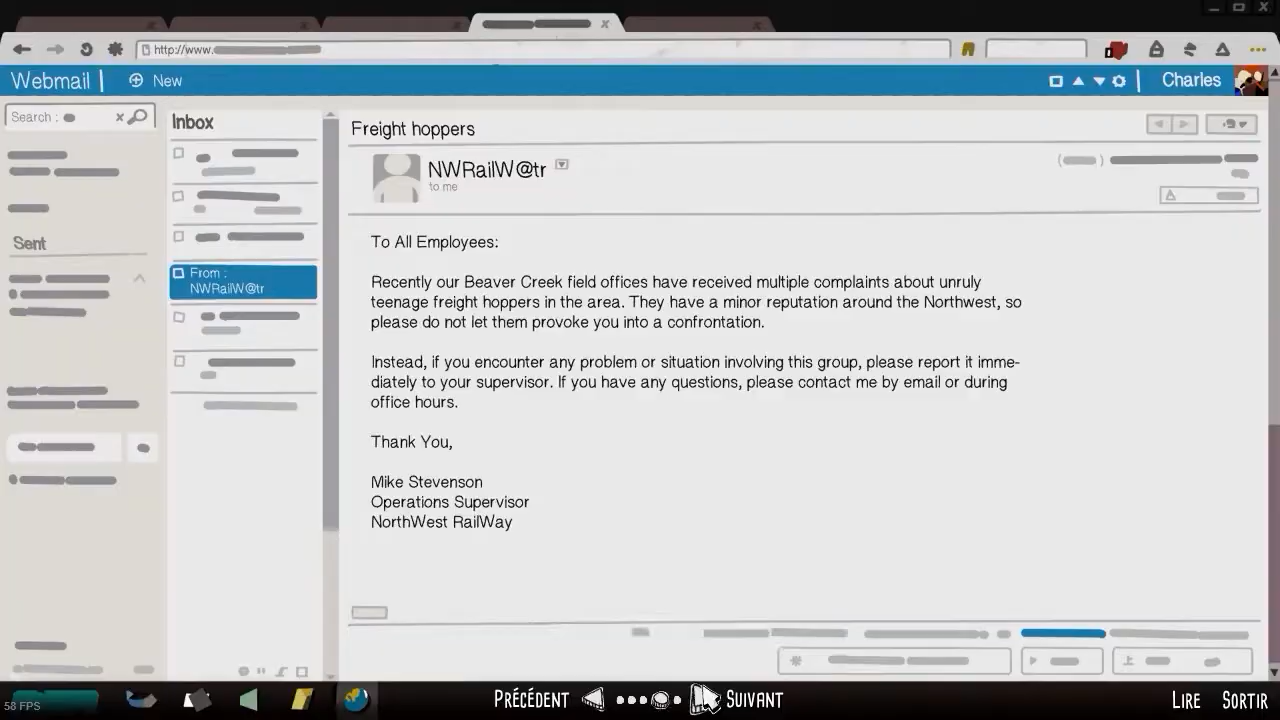 http://www.
Webmail
New
Charles
Search :
Inbox
Freight hoppers
NWRailW@tr
to me
Sent
From :
NWRailW@tr
To All Employees:
Recently our Beaver Creek field offices have received multiple complaints about unruly
teenage freight hoppers in the area. They have a minor reputation around the Northwest, so
please do not let them provoke you into a confrontation.
Instead, if you encounter any problem or situation involving this group, please report it imme-
diately to your supervisor. If you have any questions, please contact me by email or during
office hours.
Thank You,
Mike Stevenson
Operations Supervisor
NorthWest RailWay
58 FPS
PRÉCÉDENT
SUIVANT
LIRE
SORTIR